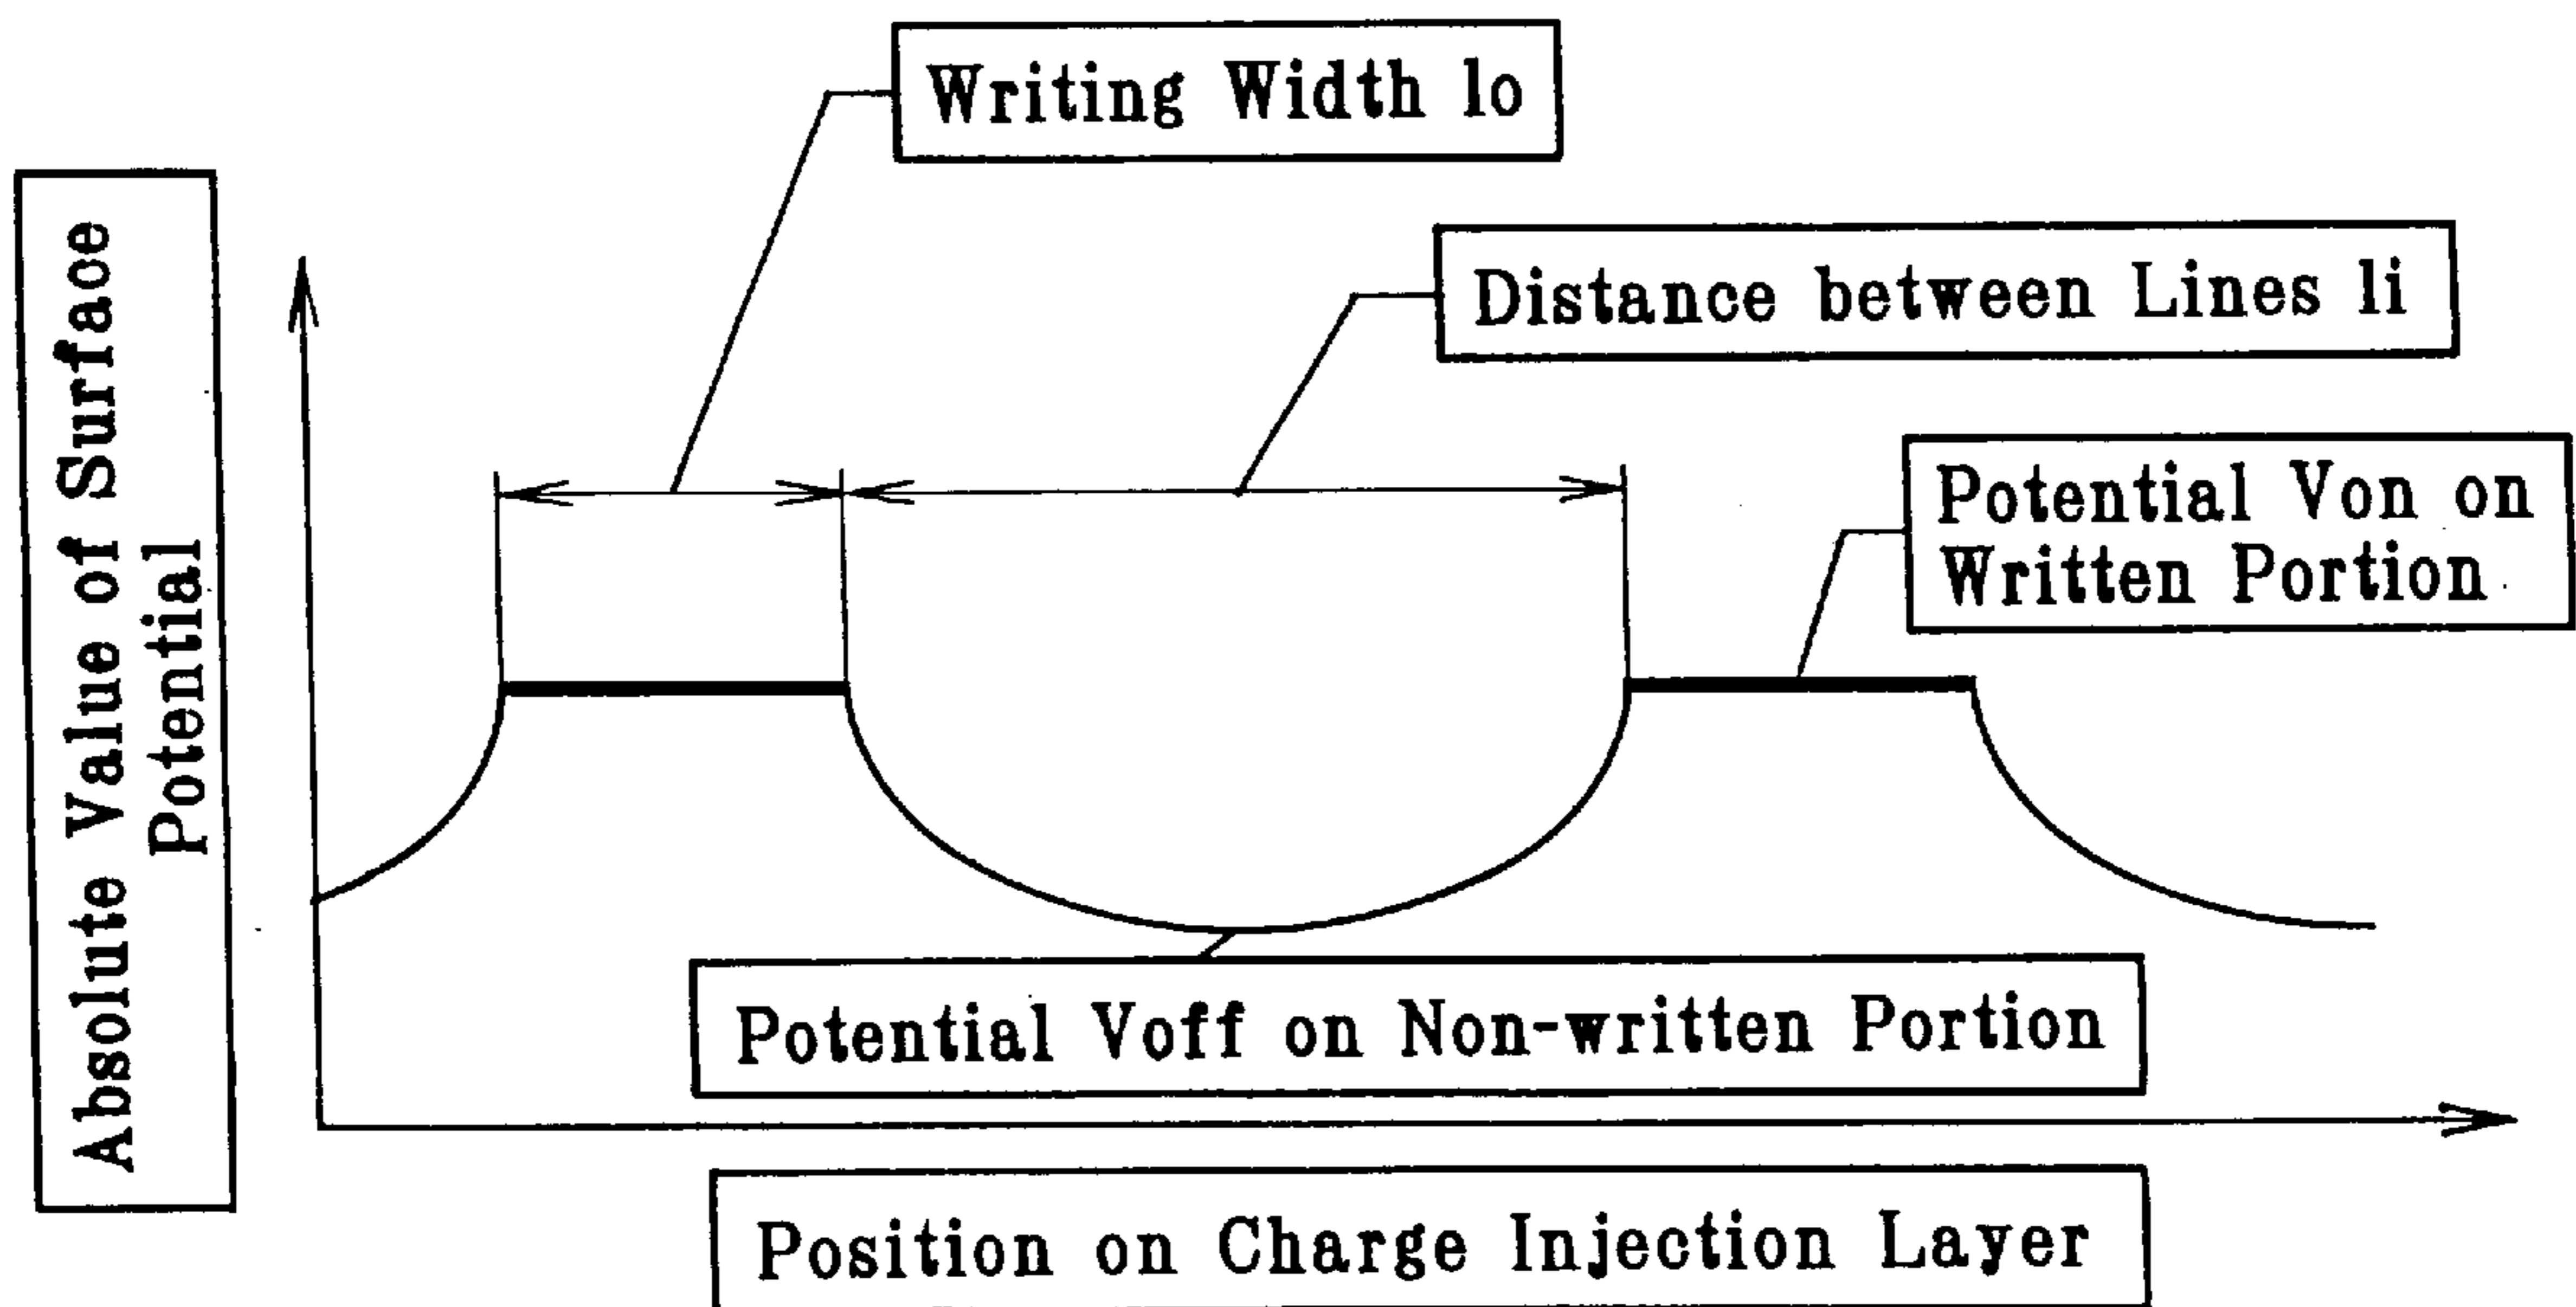 Writing Width lo
Distance between Lines li
Potential Von on
Written Portion
Absolute Value of Surface
Potential
Potential Voff on Non-written Portion
Position on Charge Injection Layer